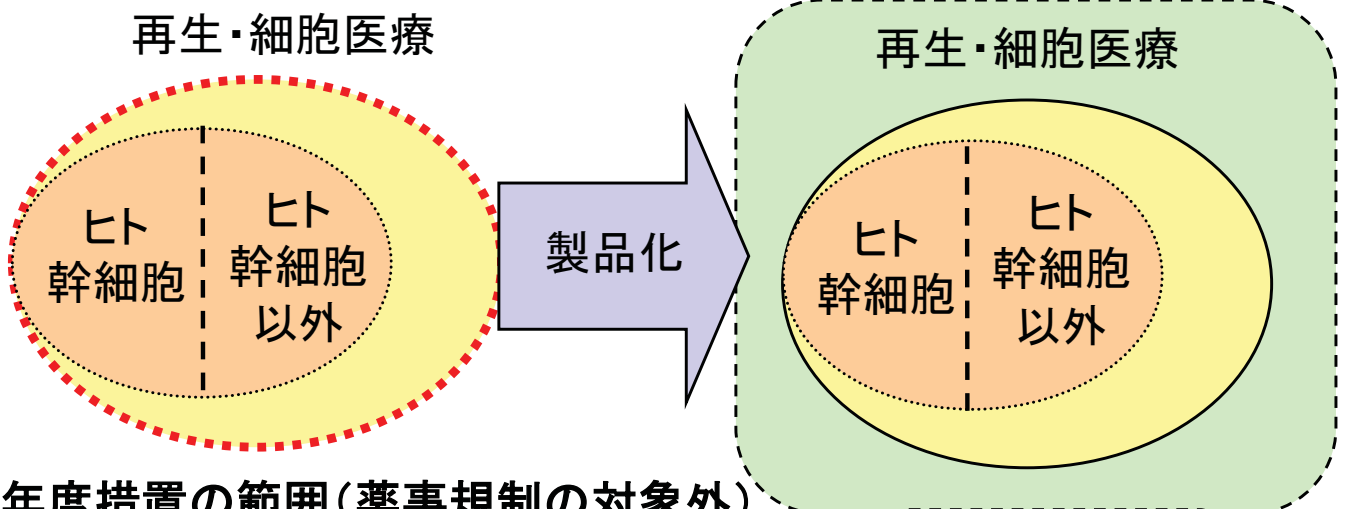 再生・細胞医療
再生・細胞医療
ヒト
幹細胞
ヒト
幹細胞
以外
製品化
ヒト
幹細胞
ヒト
幹細胞
以外
年度措置の範囲(薬事規制の対象外)